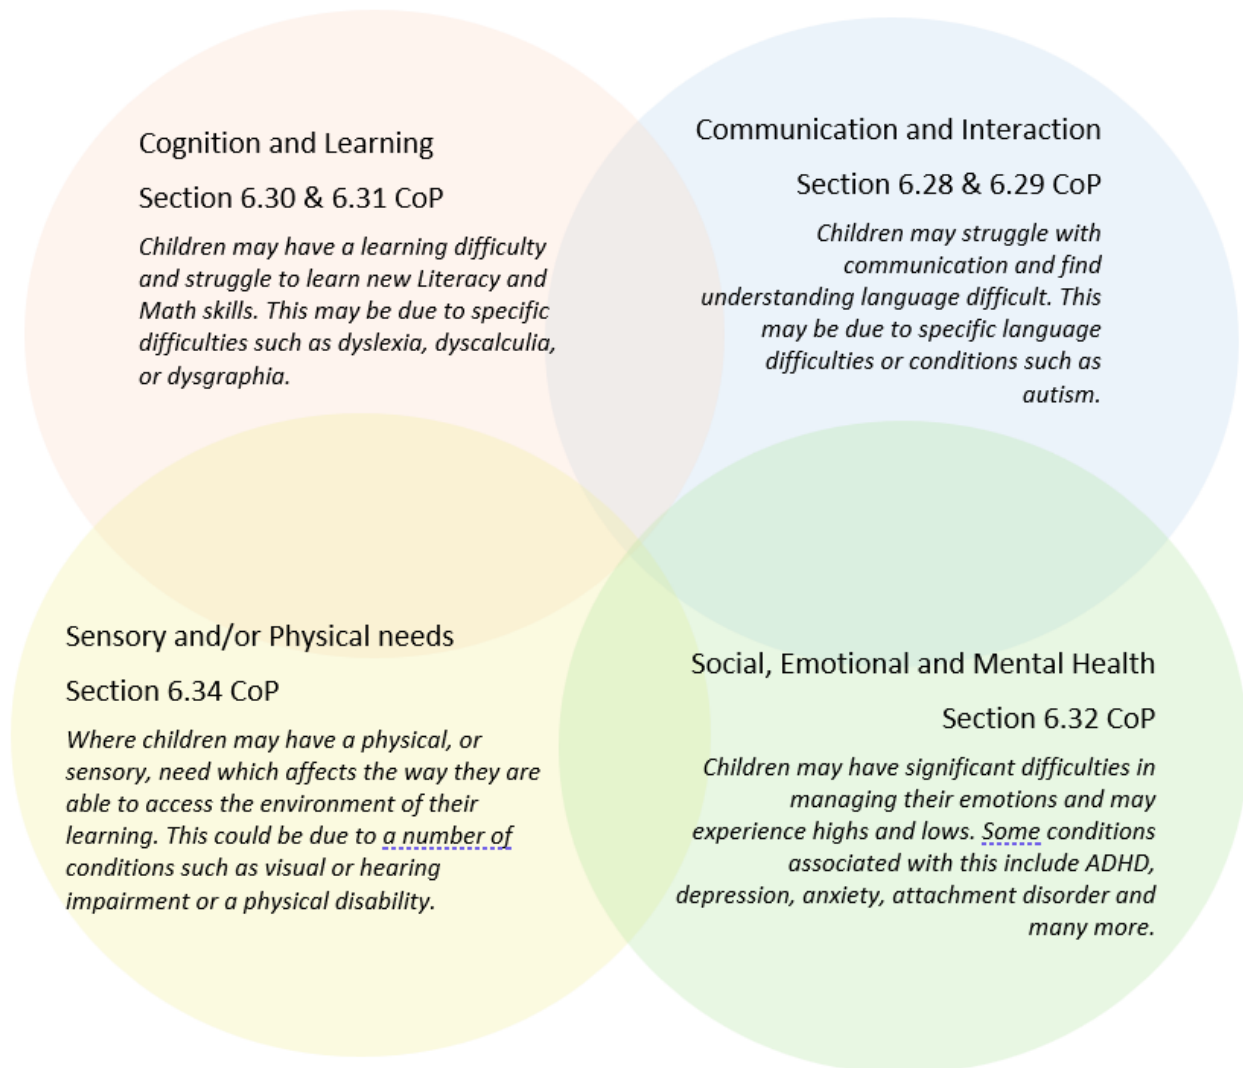 Cognition and Learning
Section 6.30 & 6.31 CoP
Children may have a learning difficulty
and struggle to learn new Literacy and
Math skills. This may be due to specific
difficulties such as dyslexia, dyscalculia,
or dysgraphia.
Communication and Interaction
Section 6.28 & 6.29 CoP
Children may struggle with
communication and find
understanding language difficult. This
may be due to specific language
difficulties or conditions such as
autism.
Sensory and/or Physical needs
Section 6.34 CoP
Where children may have a physical, or
sensory, need which affects the way they are
able to access the environment of their
learning. This could be due to a number of
conditions such as visual or hearing
impairment or a physical disability.
Social, Emotional and Mental Health
Section 6.32 CoP
Children may have significant difficulties in
managing their emotions and may
experience highs and lows. Some conditions
associated with this include ADHD,
depression, anxiety, attachment disorder and
many more.